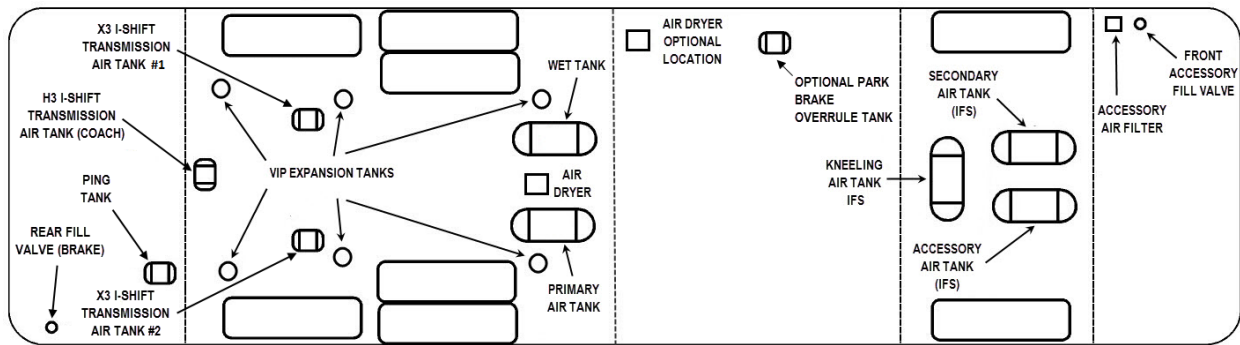 X3 I-SHIFT
TRANSMISSION
AIR TANK #1
H3 I-SHIFT
TRANSMISSION
AIR TANK (COACH)
PING
TANK
REAR FILL
VALVE (BRAKE)
X3 I-SHIFT
TRANSMISSION
AIR TANK #2
VIP EXPANSION TANKS
WET TANK
AIR
DRYER
PRIMARY
AIR TANK
AIR DRYER
OPTIONAL
LOCATION
OPTIONAL PARK
BRAKE
OVERRULE TANK
SECONDARY
AIR TANK
(IFS)
KNEELING
AIR TANK
IFS
ACCESSORY
AIR TANK
(IFS)
ACCESSORY
AIR FILTER
FRONT
ACCESSORY
FILL VALVE